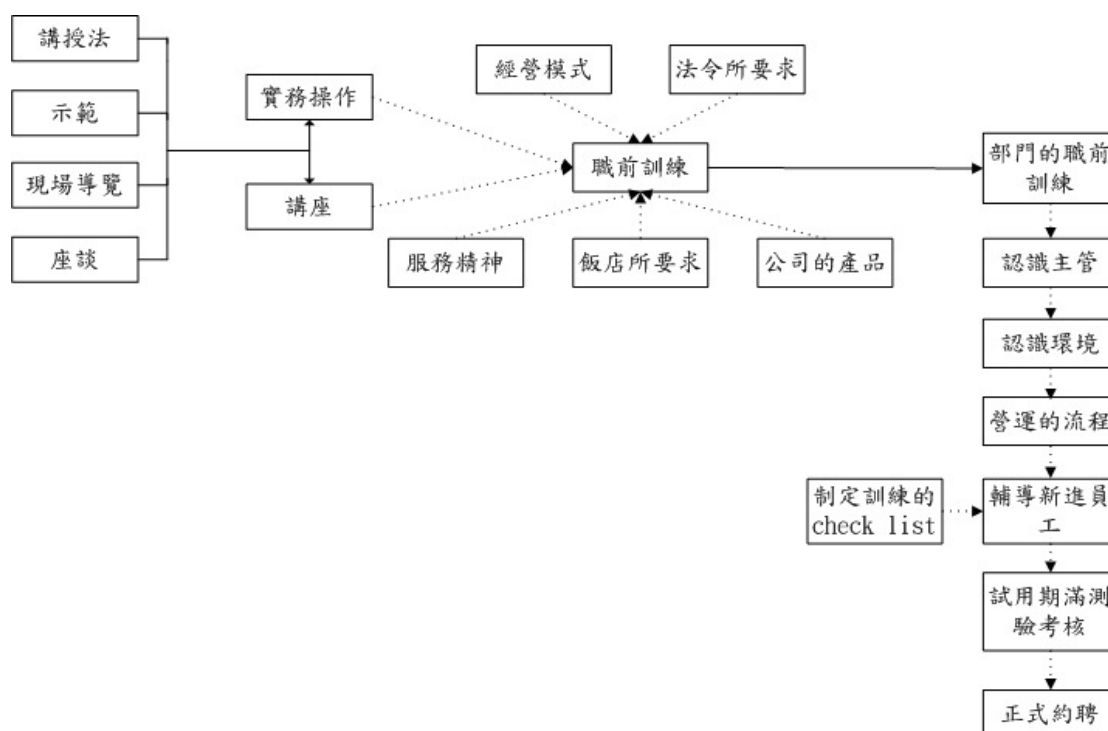 講授法
示範
現場導覽
座談
實務操作
講座
經營模式
法令所要求
職前訓練
服務精神
飯店所要求
公司的產品
部門的職前
訓練
認識主管
認識環境
營運的流程
制定訓練的
check list
輔導新進員
工
試用期滿測
驗考核
正式約聘